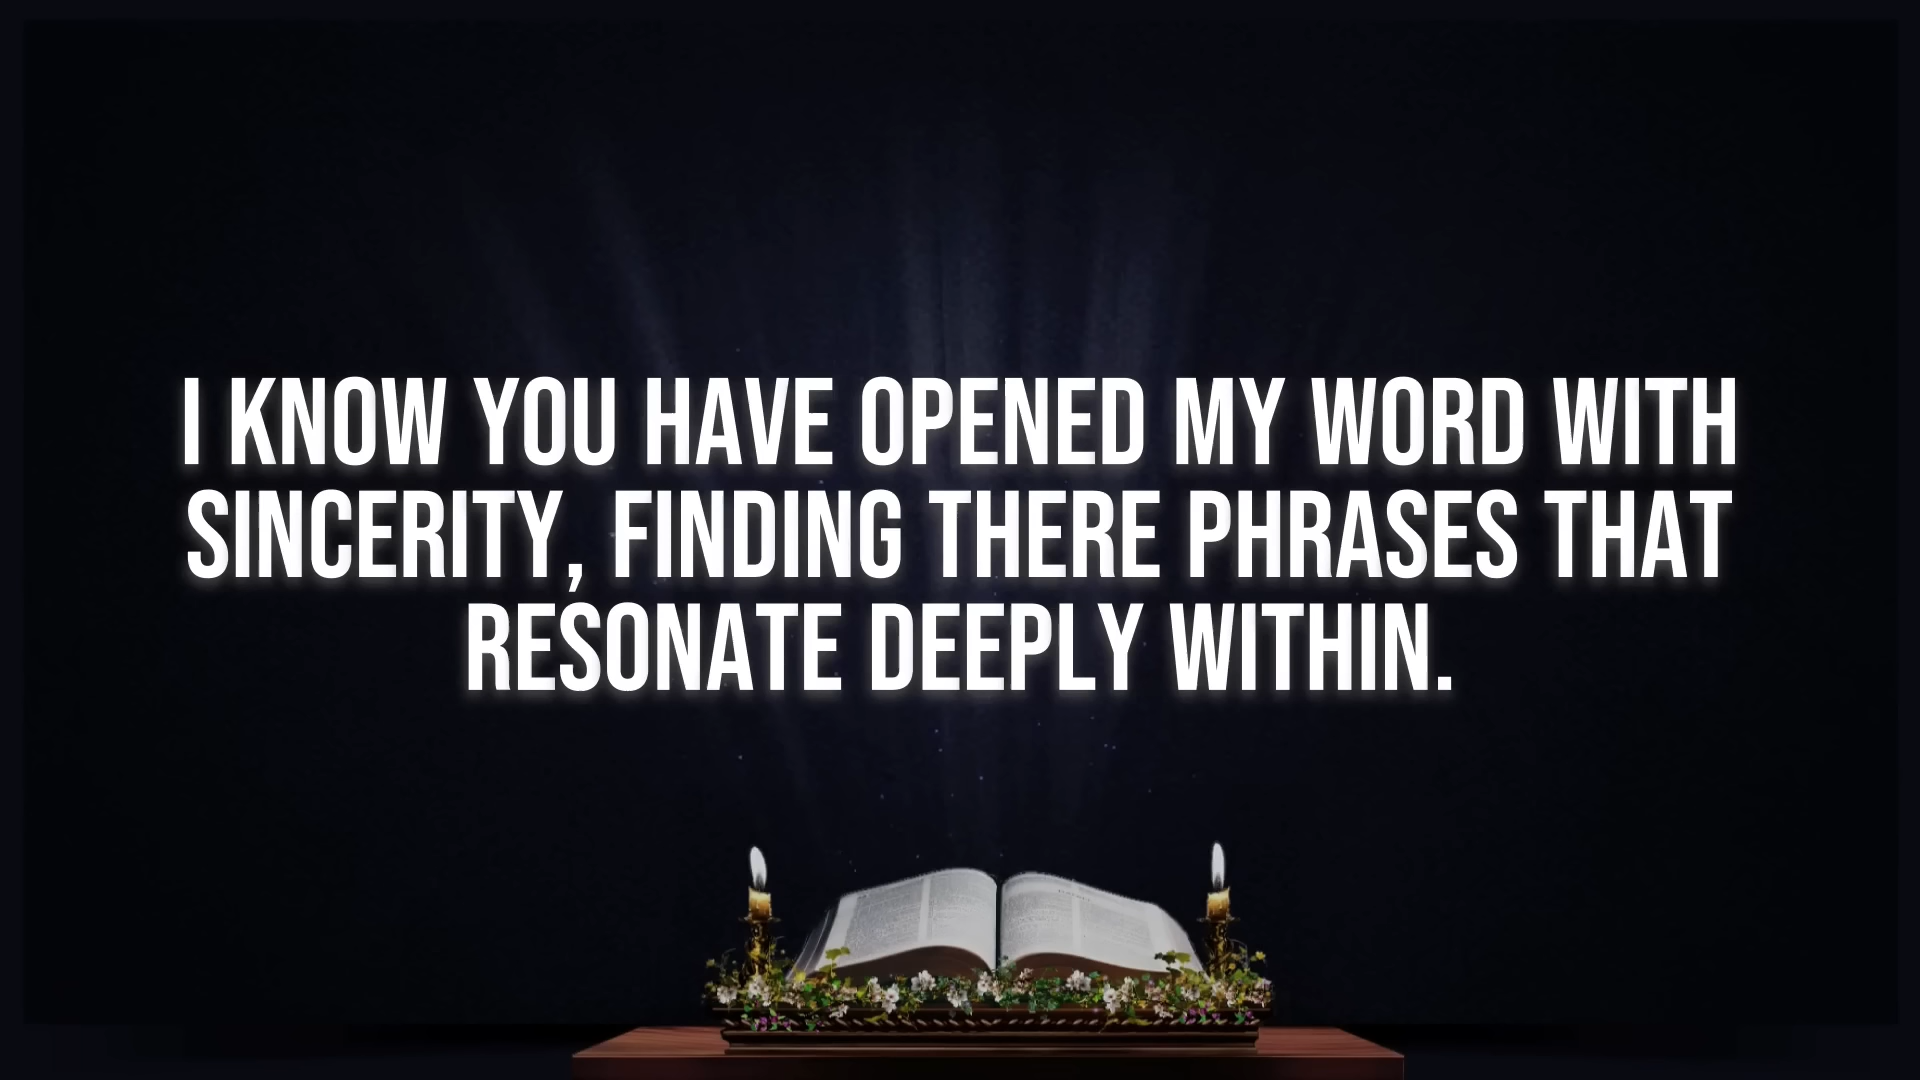 I KNOW YOU HAVE OPENED MY WORD WITH
SINCERITY, FINDING THERE PHRASES THAT
RESONATE DEEPLY WITHIN.